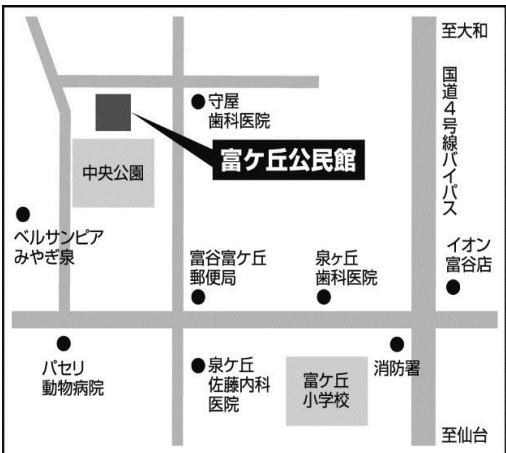 至大和
国道4号線バイパス
守屋
歯科医院
富ケ丘公民館
中央公園
ベルサンピア
みやぎ泉
富谷富ケ丘
郵便局
泉ヶ丘
歯科医院
イオン
富谷店
パセリ
動物病院
泉ケ丘
佐藤内科
医院
富ケ丘
小学校
消防署
至仙台